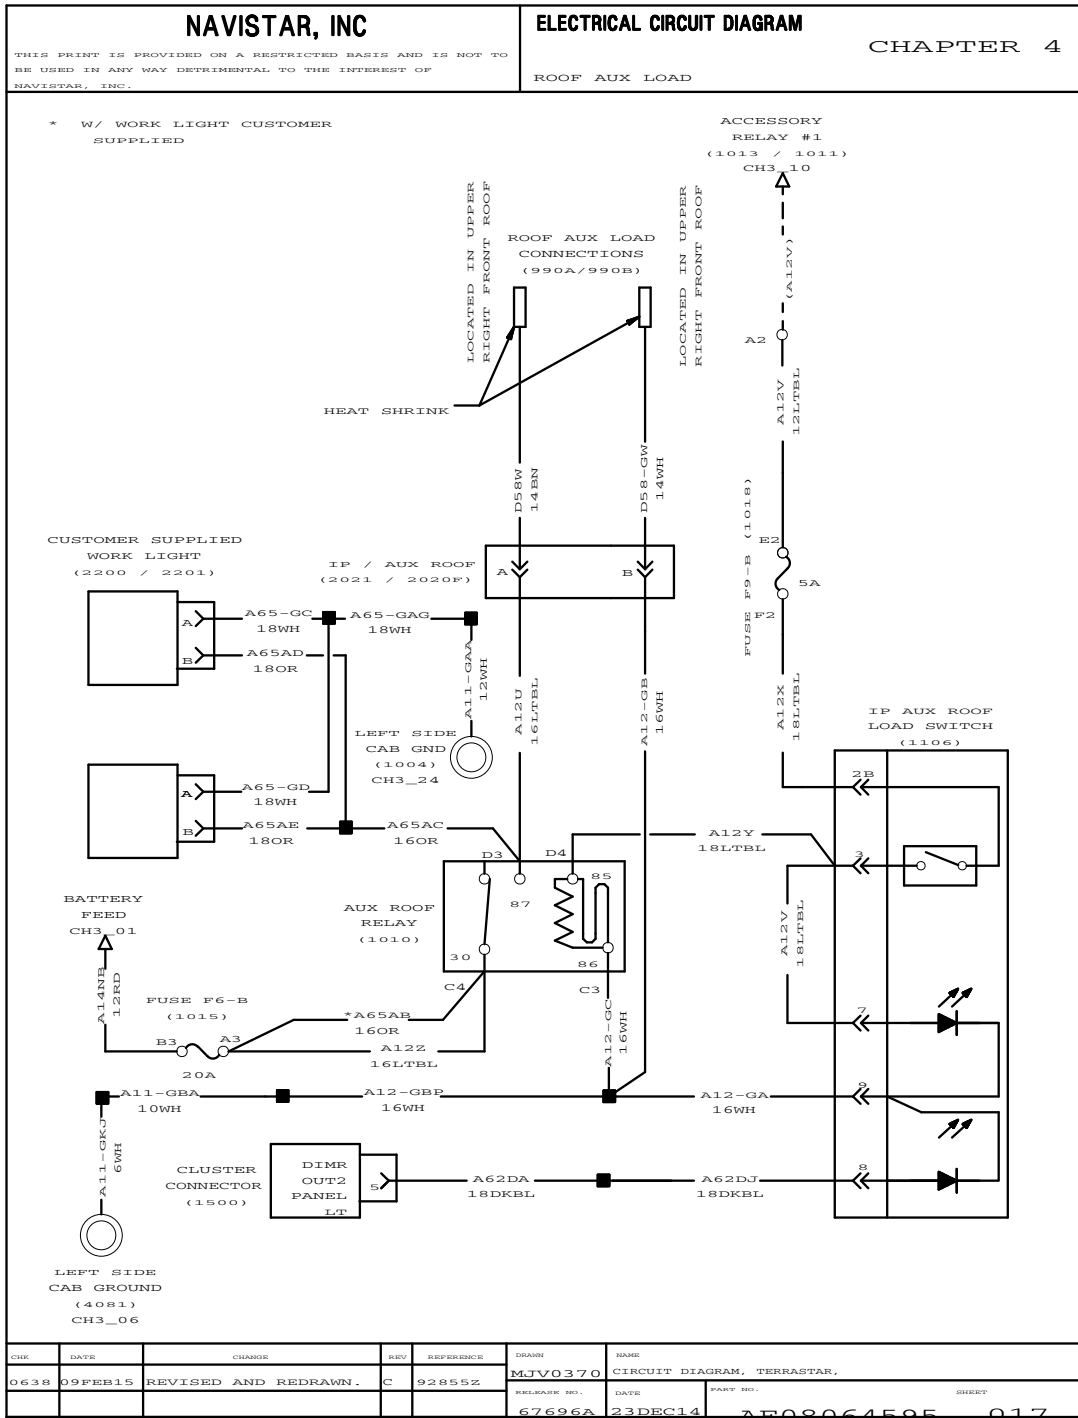 NAVISTAR, INC
THIS PRINT IS PROVIDED ON A RESTRICTED BASIS AND IS NOT TO
BE USED IN ANY WAY DETRIMENTAL TO THE INTEREST OF
NAVISTAR, INC.
ELECTRICAL CIRCUIT DIAGRAM
CHAPTER 4
ROOF AUX LOAD
* W/ WORK LIGHT CUSTOMER
SUPPLIED
ACCESSORY
RELAY #1
(1013 / 1011)
CH3_10
(A12V)
A2
A12V
12LTBL
LOCATED IN UPPER
RIGHT FRONT ROOF
ROOF AUX LOAD
CONNECTIONS
(990A/990B)
LOCATED IN UPPER
RIGHT FRONT ROOF
HEAT SHRINK
D58W
14BN
D58-GW
14WH
FUSE F9-B (1018)
E2
5A
F2
CUSTOMER SUPPLIED
WORK LIGHT
(2200 / 2201)
IP / AUX ROOF
(2021 / 2020F)
A
B
A
A65-GC
18WH
A65-GAG
18WH
B
A65AD
18OR
A11-GAA
12WH
A12U
16LTBL
A12-GB
16WH
A12X
18LTBL
LEFT SIDE
CAB GND
(1004)
CH3_24
IP AUX ROOF
LOAD SWITCH
(1106)
2B
A
A65-GD
18WH
B
A65AE
18OR
A65AC
16OR
A12Y
18LTBL
3
D3
D4
85
87
AUX ROOF
RELAY
(1010)
30
86
C4
C3
A12V
18LTBL
BATTERY
FEED
CH3_01
A14NB
12RD
FUSE F6-B
(1015)
B3
A3
20A
*A65AB
16OR
A12Z
16LTBL
A12-GC
16WH
7
A11-GBA
10WH
A12-GBP
16WH
A12-GA
16WH
9
A11-GKJ
6WH
CLUSTER
CONNECTOR
(1500)
DIMR
OUT2
PANEL
LT
5
A62DA
18DKBL
A62DJ
18DKBL
8
LEFT SIDE
CAB GROUND
(4081)
CH3_06
CHK
DATE
CHANGE
REV
REFERENCE
DRAWN
NAME
0638
09FEB15
REVISED AND REDRAWN.
C
92855Z
MJV0370
CIRCUIT DIAGRAM, TERRASTAR,
RELEASE NO.
DATE
PART NO.
SHEET
67696A
23DEC14
AE08064595
017